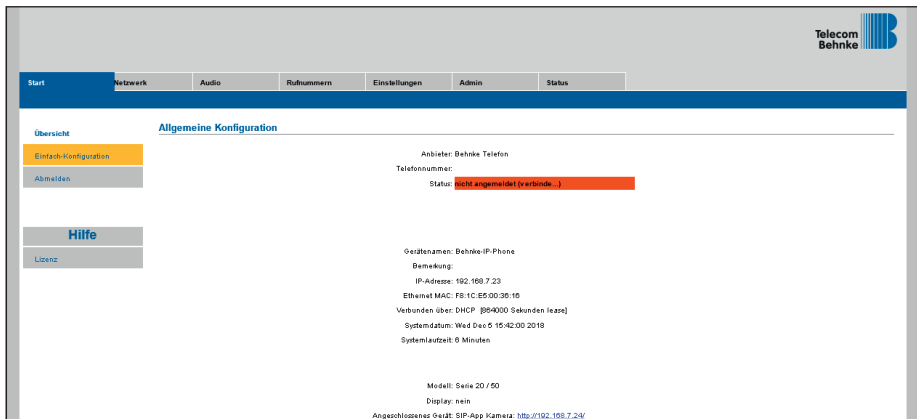 Telecom
Behnke
Start Netzwerk Audio Rufnummern Einstellungen Admin Status
Übersicht
Einfach-Konfiguration
Abmelden
Hilfe
Lizenz
Allgemeine Konfiguration
Anbieter: Behnke Telefon
Telefonnummer:
Status: nicht angemeldet (verbinde...)
Gerätenamen: Behnke-IP-Phone
Bemerkung:
IP-Adresse: 192.168.7.23
Ethernet MAC: F8:1C:E5:00:36:16
Verbunden über: DHCP [864000 Sekunden lease]
Systemdatum: Wed Dec 5 15:42:00 2018
Systemlaufzeit: 6 Minuten
Modell: Serie 20 / 50
Display: nein
Angeschlossenes Gerät: SIP-App Kamera: http://192.168.7.24/